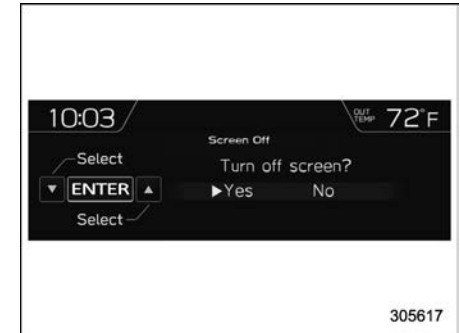 10:03
OUT TEMP 72°F
Screen Off
Select
Turn off screen?
▼ ENTER ▲
▶Yes No
Select
305617